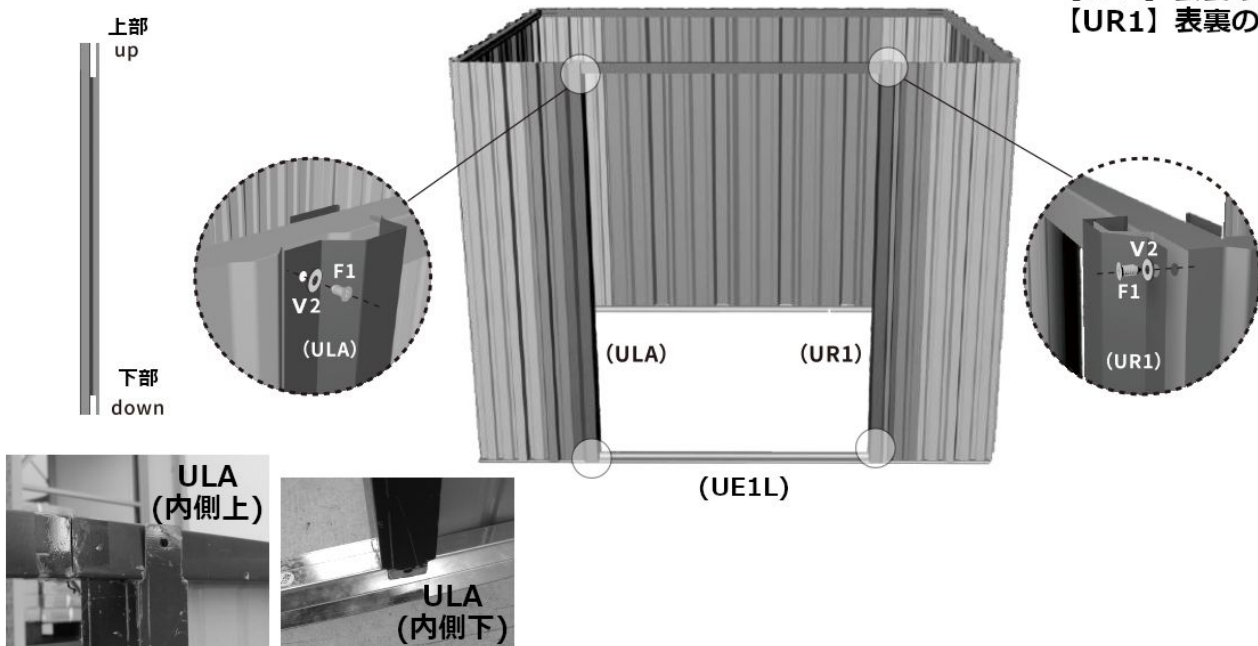 【UR1】表裏の
上部
up
F1
V2
(ULA)
V2
F1
(UR1)
(ULA)
(UR1)
下部
down
(UE1L)
ULA
(内側上)
ULA
(内側下)